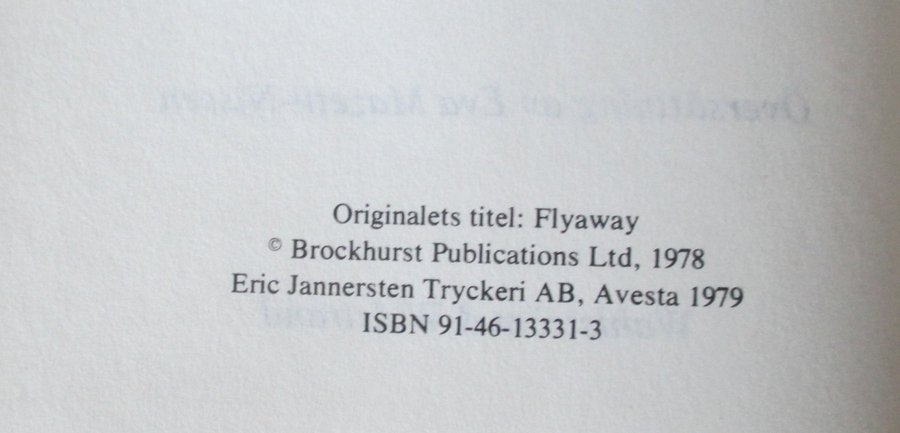 Originalets titel: Flyaway
© Brockhurst Publications Ltd, 1978
Eric Jannersten Tryckeri AB, Avesta 1979
ISBN 91-46-13331-3